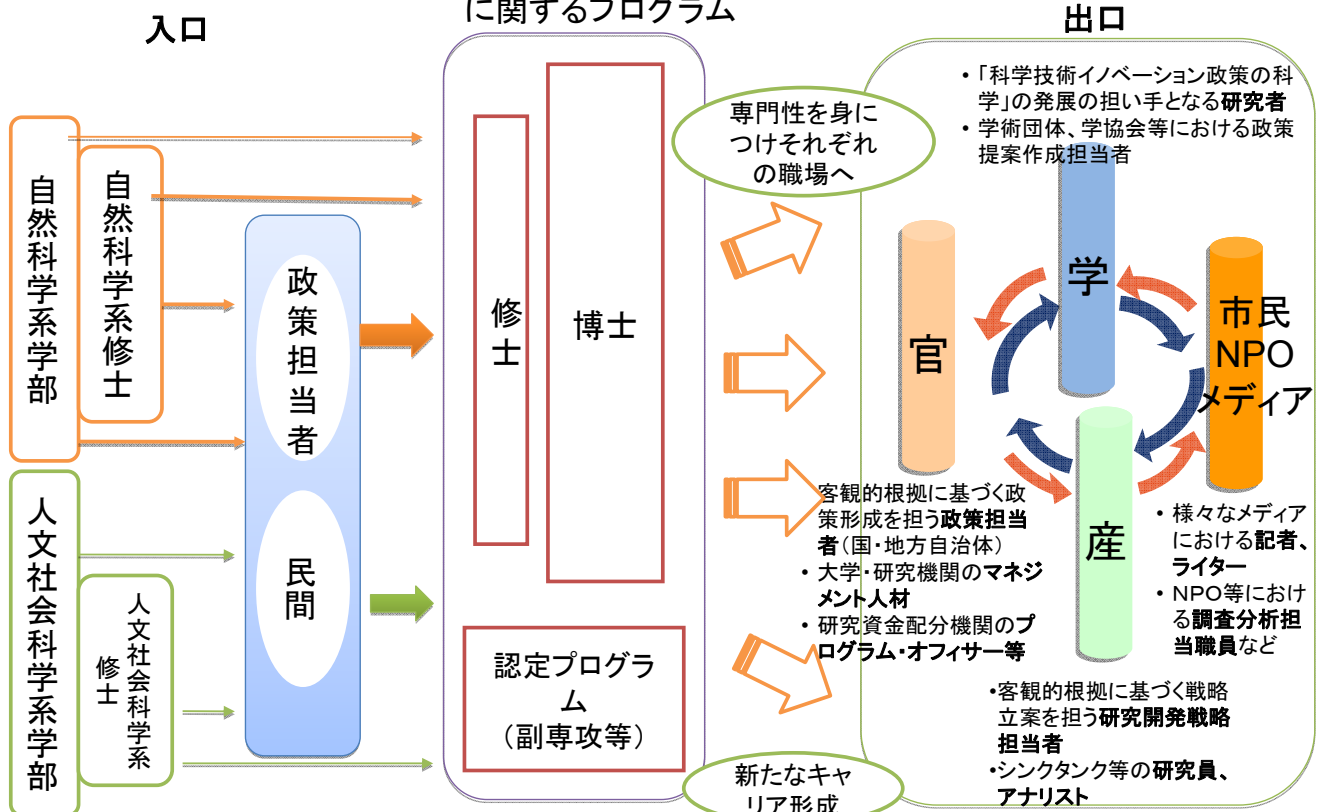 入口
に関するプログラム
出口
自然科学系学部
自然科学系修士
人文社会科学系学部
人文社会科学系
修士
政策担当者
民間
修士
博士
認定プログラ
ム
(副専攻等)
専門性を身に
つけそれぞれ
の職場へ
新たなキャ
リア形成
・「科学技術イノベーション政策の科
学」の発展の担い手となる研究者
・学術団体、学協会等における政策
提案作成担当者
学
官
市民
NPO
メディア
産
客観的根拠に基づく政
策形成を担う政策担当
者(国・地方自治体)
・大学・研究機関のマネジ
メント人材
・研究資金配分機関のプ
ログラム・オフィサー等
・様々なメディア
における記者、
ライター
・NPO等におけ
る調査分析担
当職員など
・客観的根拠に基づく戦略
立案を担う研究開発戦略
担当者
・シンクタンク等の研究員、
アナリスト